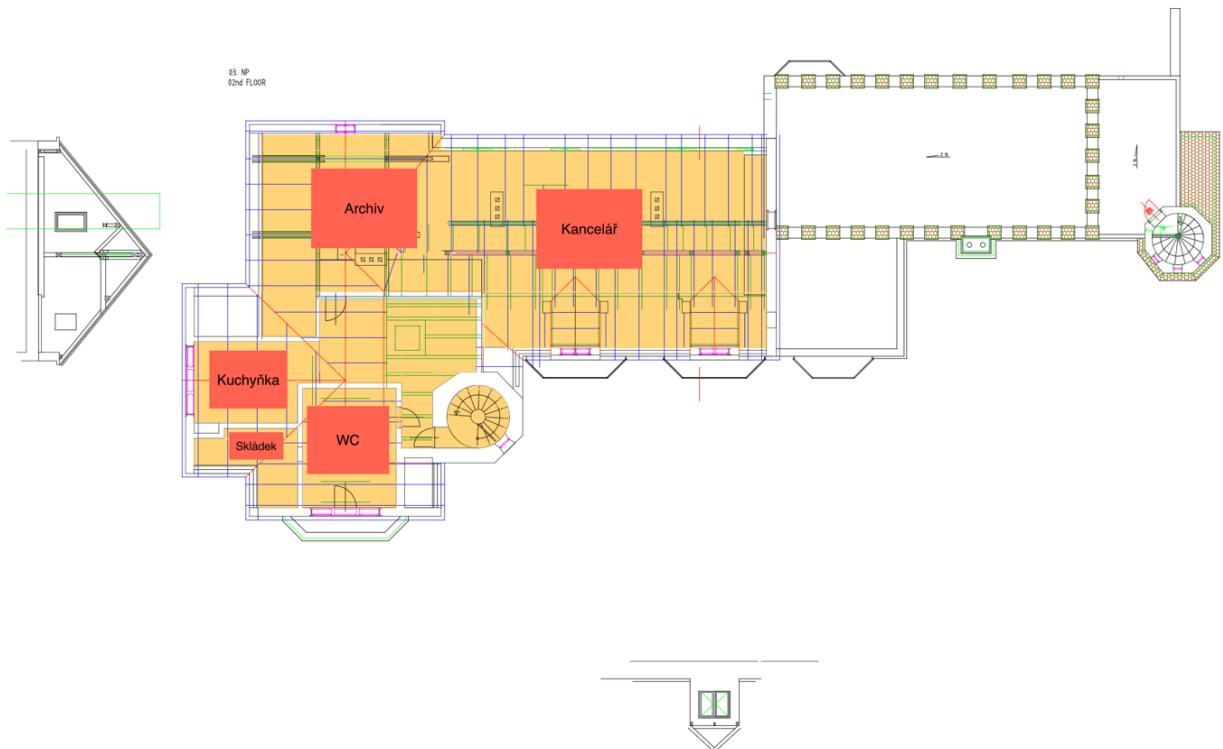 03. NP
02nd FLOOR
Archiv
Kancelář
Kuchyňka
Skládek
WC